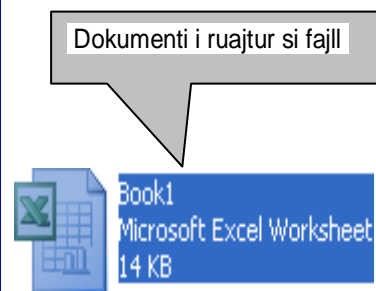 Dokumenti i ruajtur si fajll
Book1
Microsoft Excel Worksheet
14 KB